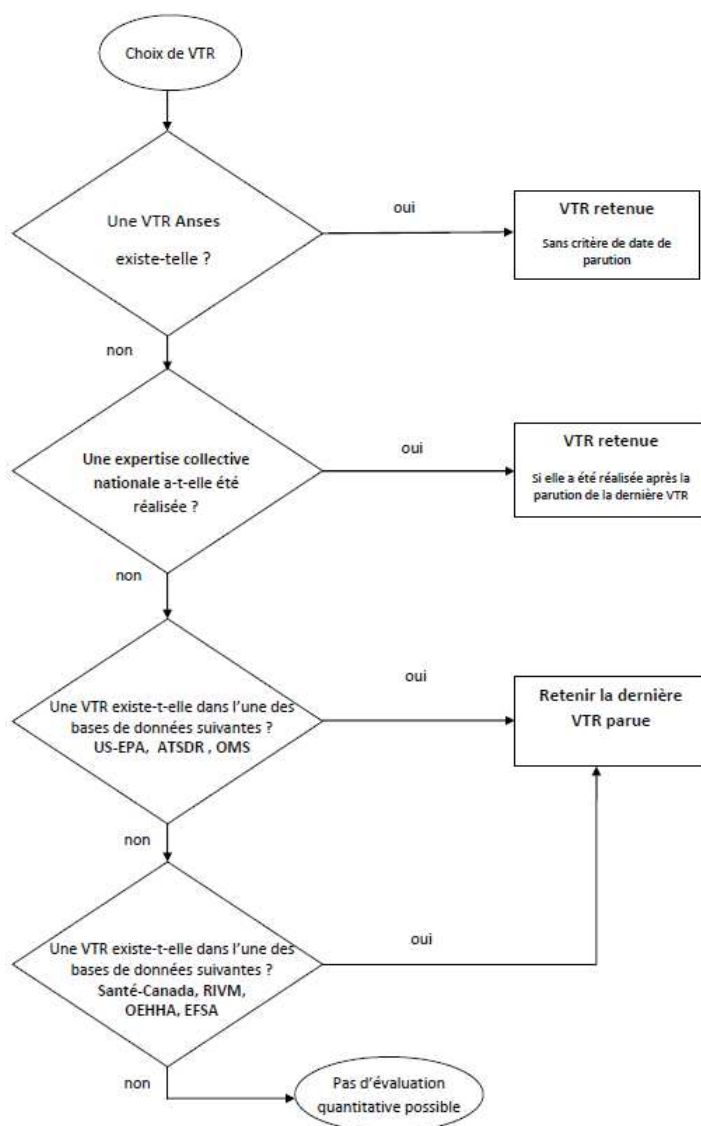 Choix de VTR
Une VTR Anses
existe-telle ?
oui
VTR retenue
Sans critère de date de
parution
non
Une expertise collective
nationale a-t-elle été
réalisée ?
oui
VTR retenue
Si elle a été réalisée après la
parution de la dernière VTR
non
Une VTR existe-t-elle dans l'une des
bases de données suivantes ?
US-EPA, ATSDR , OMS
oui
Retenir la dernière
VTR parue
non
Une VTR existe-t-elle dans l'une des
bases de données suivantes ?
Santé-Canada, RIVM,
OEHHA, EFSA
oui
non
Pas d'évaluation
quantitative possible